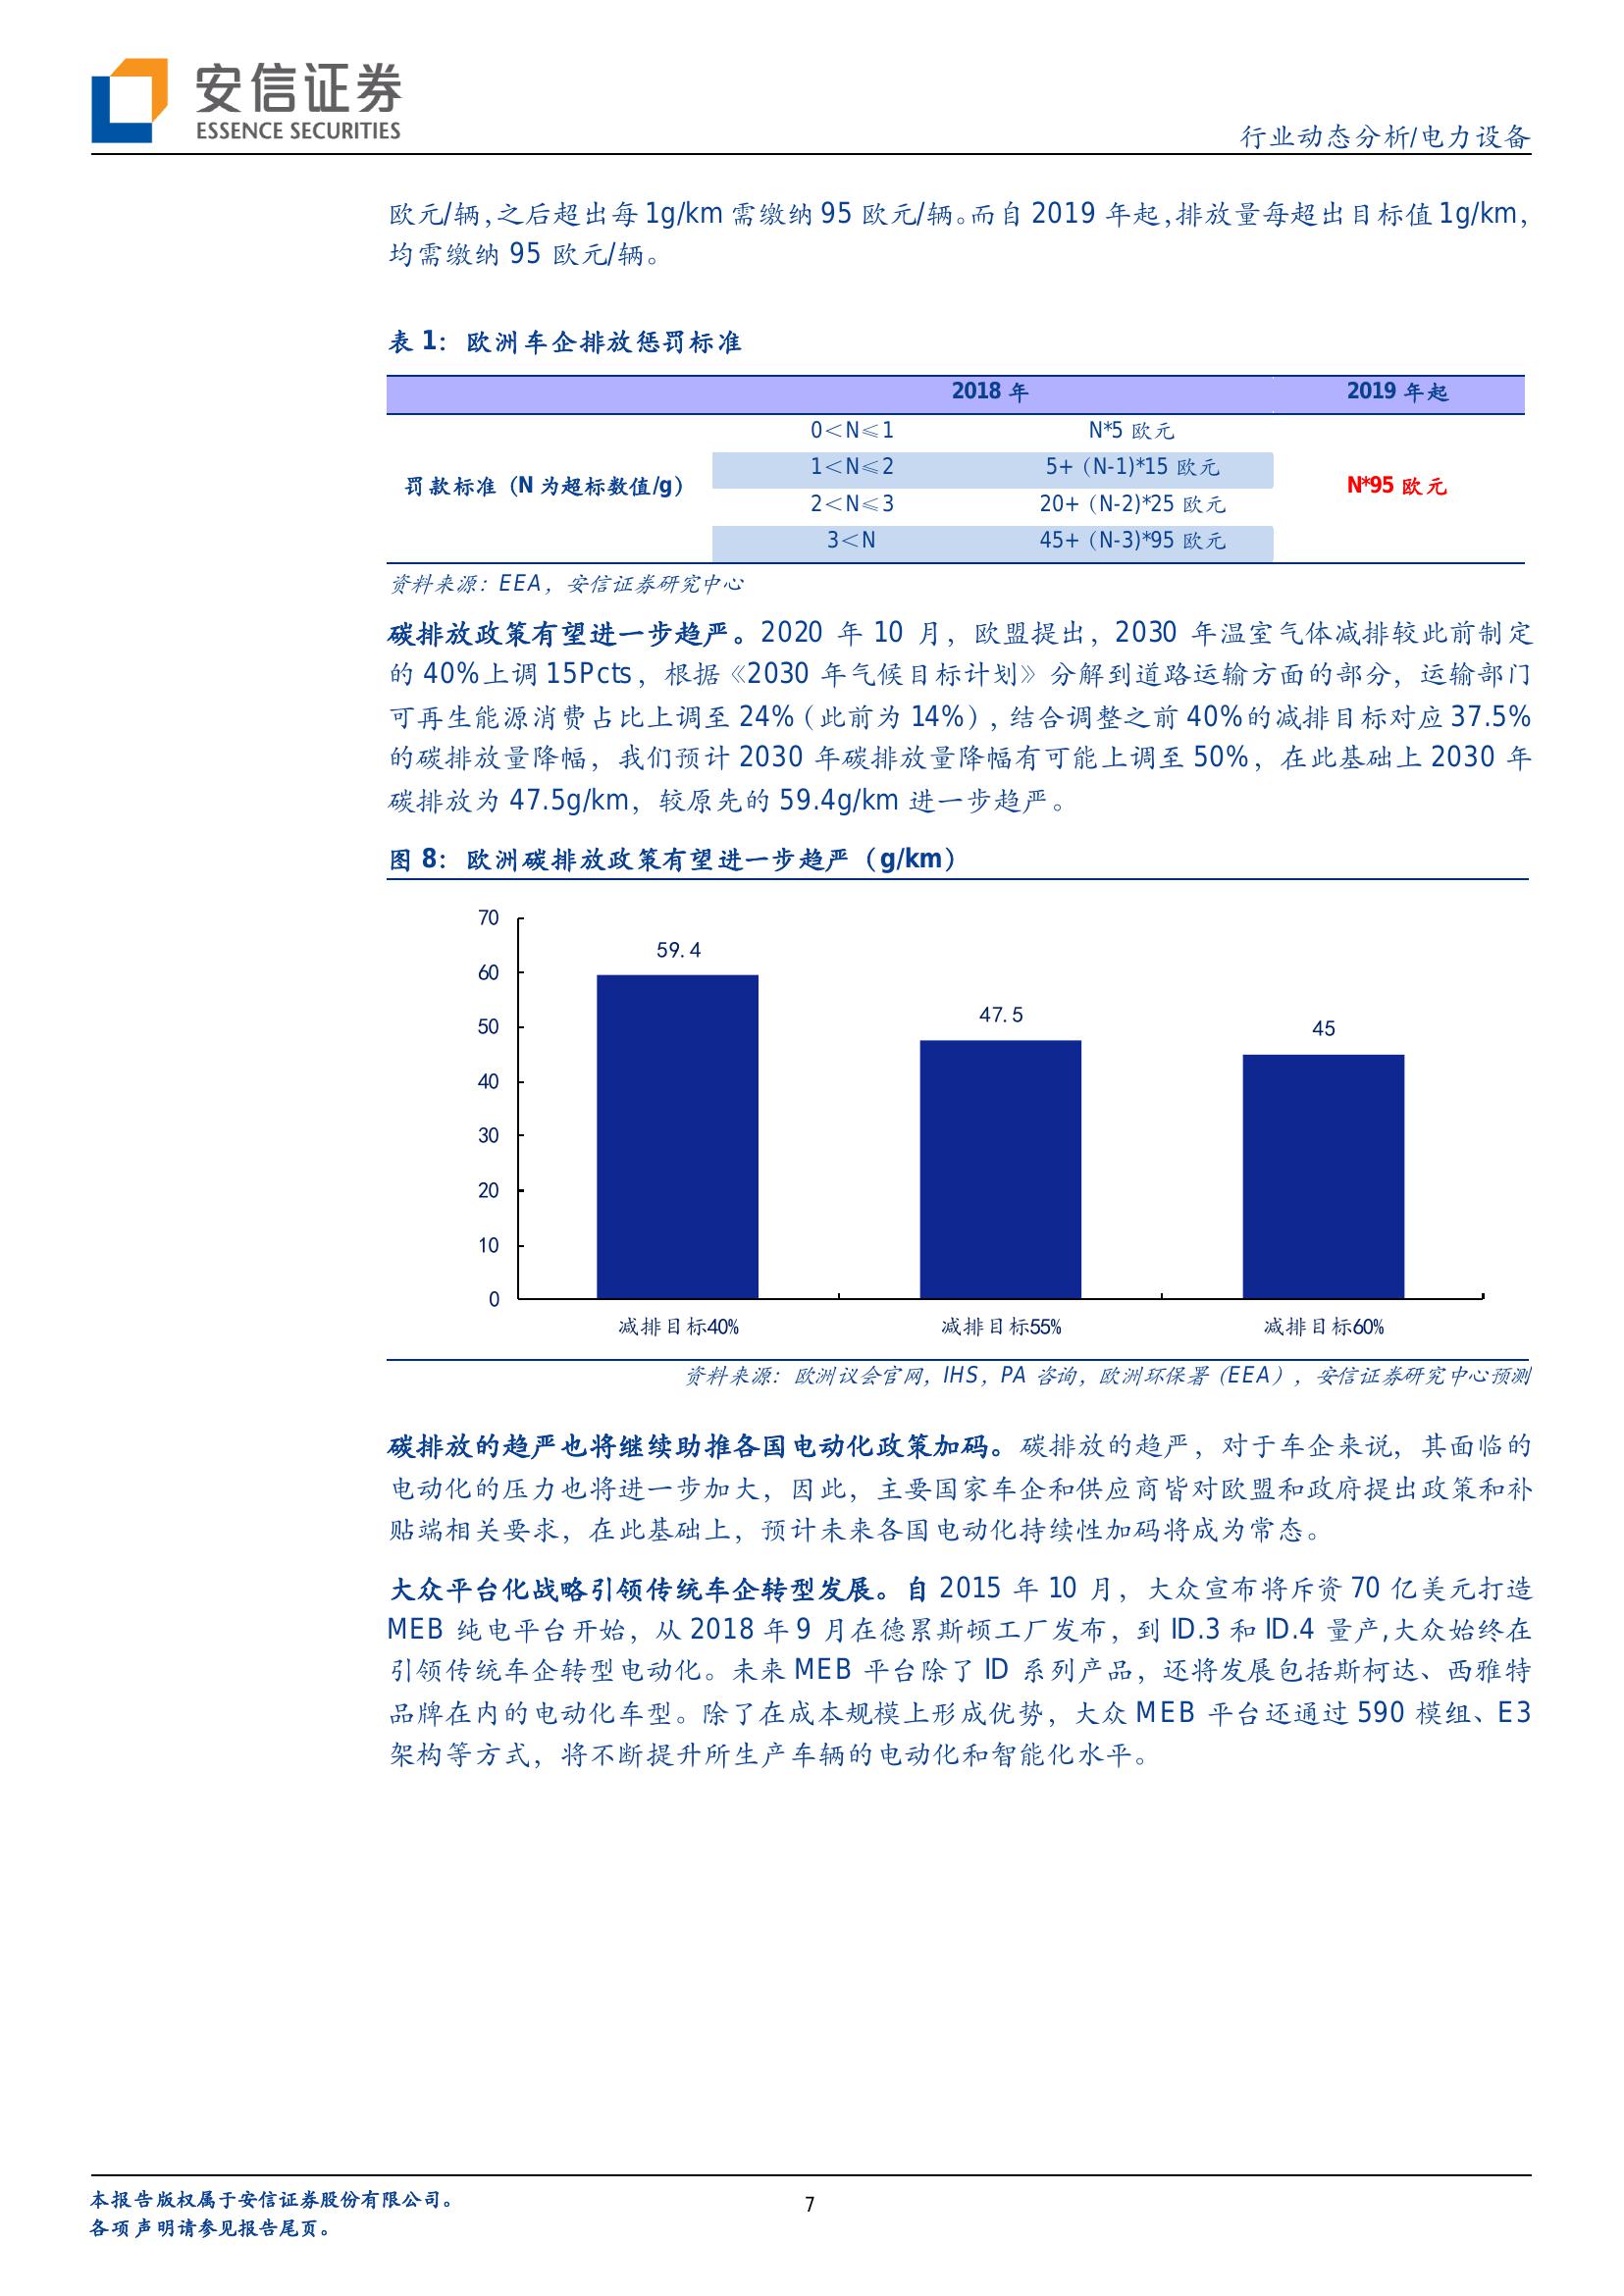 安信证券
ESSENCE SECURITIES
行业动态分析/电力设备
欧元/辆，之后超出每 1g/km 需缴纳 95 欧元/辆。而自 2019 年起，排放量每超出目标值 1g/km，
均需缴纳 95 欧元/辆。
表 1：欧洲车企排放惩罚标准
2018 年 2019 年起
罚款标准（N 为超标数值/g）
0＜N≤1 N*5 欧元
1＜N≤2 5+（N-1)*15 欧元
2＜N≤3 20+（N-2)*25 欧元
3＜N 45+（N-3)*95 欧元
N*95 欧元
资料来源：EEA，安信证券研究中心
碳排放政策有望进一步趋严。2020 年 10 月，欧盟提出，2030 年温室气体减排较此前制定
的 40%上调 15Pcts，根据《2030 年气候目标计划》分解到道路运输方面的部分，运输部门
可再生能源消费占比上调至 24%（此前为 14%），结合调整之前 40%的减排目标对应 37.5%
的碳排放量降幅，我们预计 2030 年碳排放量降幅有可能上调至 50%，在此基础上 2030 年
碳排放为 47.5g/km，较原先的 59.4g/km 进一步趋严。
图 8：欧洲碳排放政策有望进一步趋严（g/km）
70
60
50
40
30
20
10
0
59.4
47.5
45
减排目标40% 减排目标55% 减排目标60%
资料来源：欧洲议会官网，IHS，PA 咨询，欧洲环保署（EEA），安信证券研究中心预测
碳排放的趋严也将继续助推各国电动化政策加码。碳排放的趋严，对于车企来说，其面临的
电动化的压力也将进一步加大，因此，主要国家车企和供应商皆对欧盟和政府提出政策和补
贴端相关要求，在此基础上，预计未来各国电动化持续性加码将成为常态。
大众平台化战略引领传统车企转型发展。自 2015 年 10 月，大众宣布将斥资 70 亿美元打造
MEB 纯电平台开始，从 2018 年 9 月在德累斯顿工厂发布，到 ID.3 和 ID.4 量产,大众始终在
引领传统车企转型电动化。未来 MEB 平台除了 ID 系列产品，还将发展包括斯柯达、西雅特
品牌在内的电动化车型。除了在成本规模上形成优势，大众 MEB 平台还通过 590 模组、E3
架构等方式，将不断提升所生产车辆的电动化和智能化水平。
本报告版权属于安信证券股份有限公司。
各项声明请参见报告尾页。
7